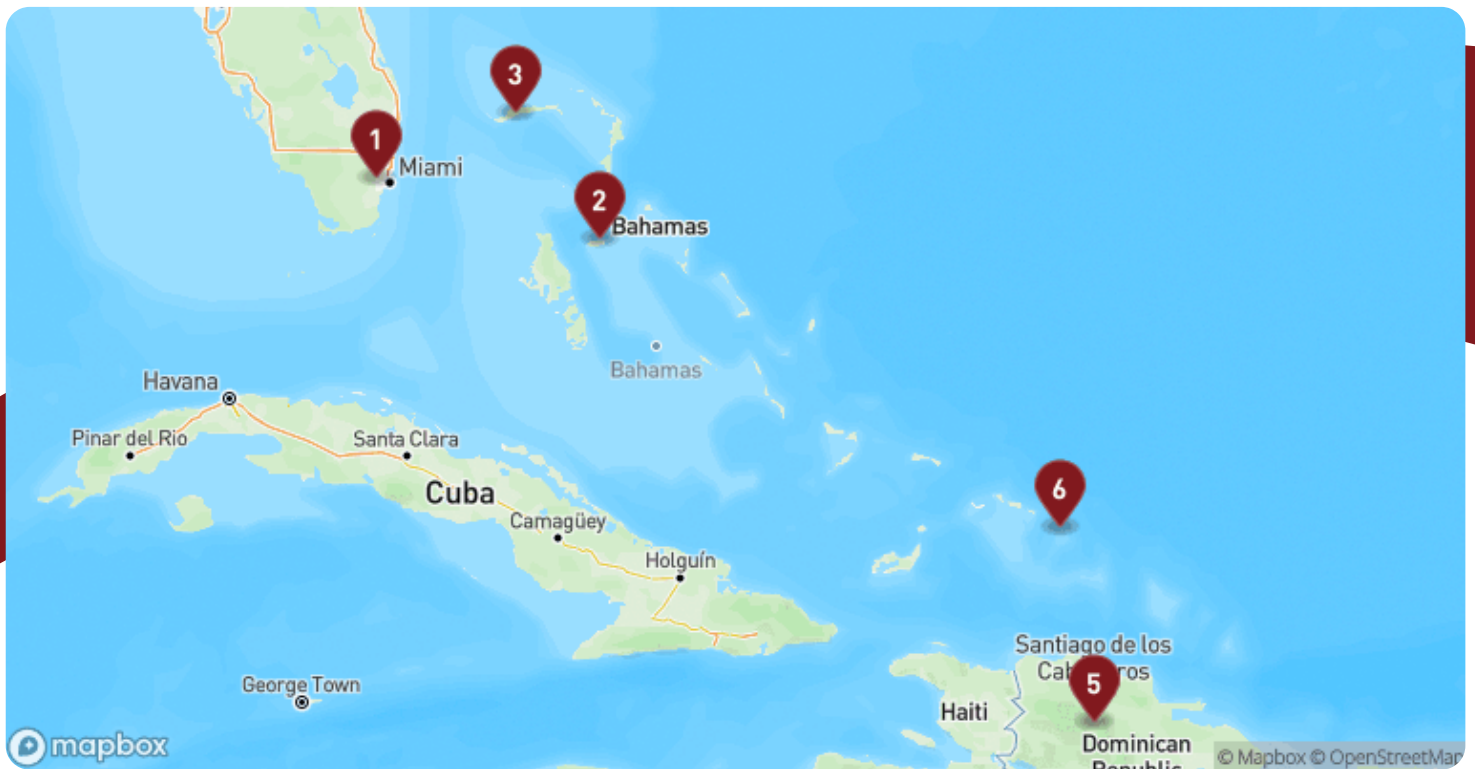 3
1
Miami
2
Bahamas
Bahamas
Havana
Pinar del Rio
Santa Clara
Cuba
6
Camagüey
Holguín
Santiago de los
5
George Town
Haiti
Dominican
Republic
mapbox
© Mapbox © OpenStreetMap